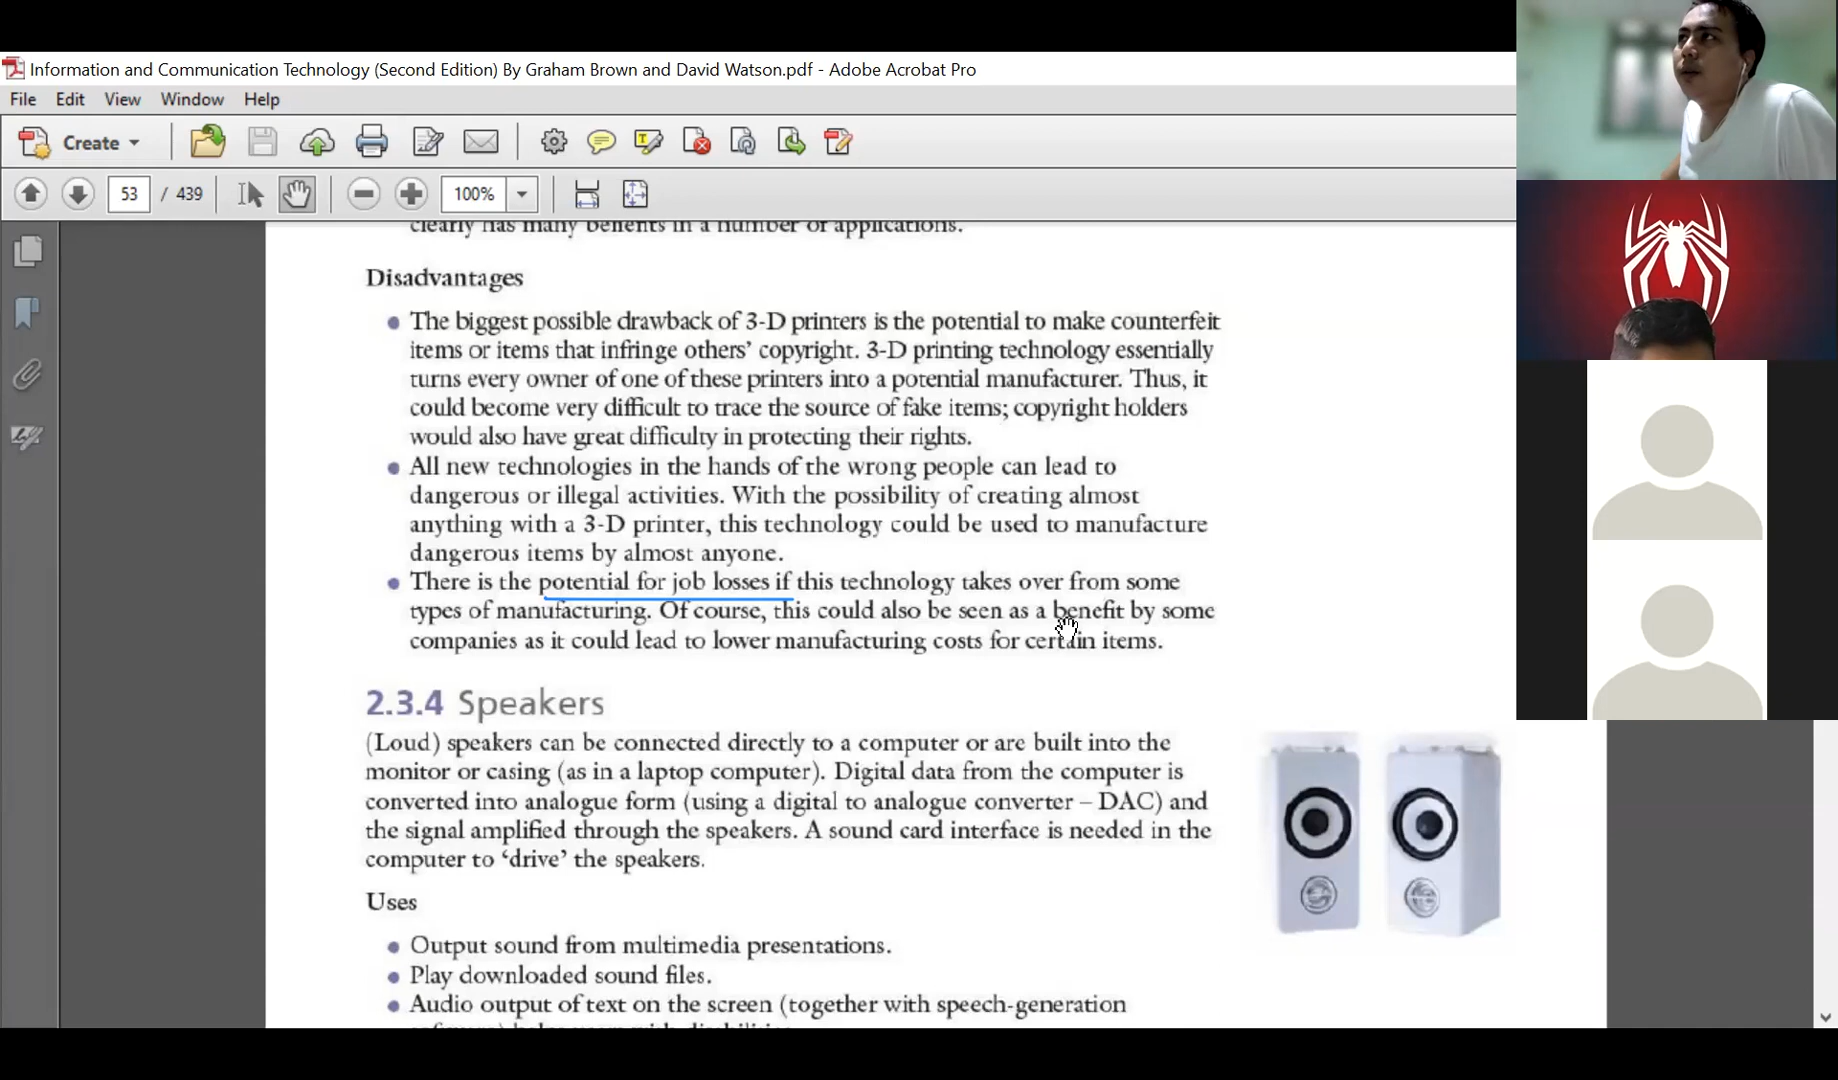 Information and Communication Technology (Second Edition) By Graham Brown and David Watson.pdf - Adobe Acrobat Pro
File Edit View Window Help
Create
53 / 439 100%
clearly has many benefits in a number of applications.
Disadvantages
The biggest possible drawback of 3-D printers is the potential to make counterfeit
items or items that infringe others’ copyright. 3-D printing technology essentially
turns every owner of one of these printers into a potential manufacturer. Thus, it
could become very difficult to trace the source of fake items; copyright holders
would also have great difficulty in protecting their rights.
All new technologies in the hands of the wrong people can lead to
dangerous or illegal activities. With the possibility of creating almost
anything with a 3-D printer, this technology could be used to manufacture
dangerous items by almost anyone.
There is the potential for job losses if this technology takes over from some
types of manufacturing. Of course, this could also be seen as a benefit by some
companies as it could lead to lower manufacturing costs for certain items.
2.3.4 Speakers
(Loud) speakers can be connected directly to a computer or are built into the
monitor or casing (as in a laptop computer). Digital data from the computer is
converted into analogue form (using a digital to analogue converter – DAC) and
the signal amplified through the speakers. A sound card interface is needed in the
computer to ‘drive’ the speakers.
Uses
Output sound from multimedia presentations.
Play downloaded sound files.
Audio output of text on the screen (together with speech-generation